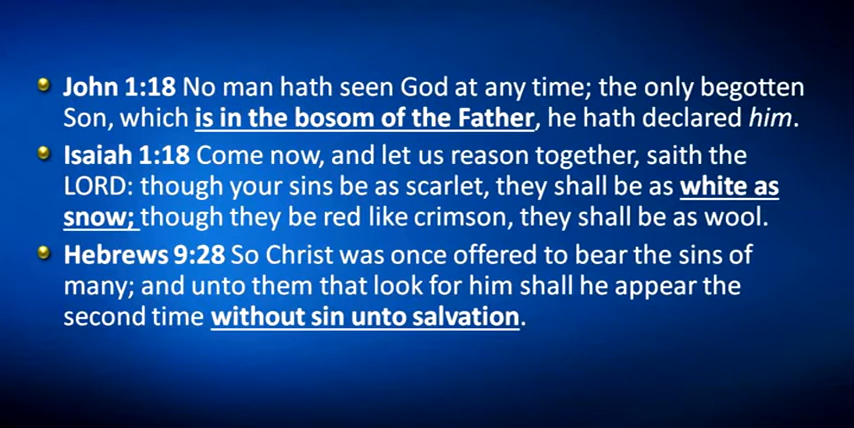 John 1:18 No man hath seen God at any time; the only begotten
Son, which is in the bosom of the Father, he hath declared him.
Isaiah 1:18 Come now, and let us reason together, saith the
LORD: though your sins be as scarlet, they shall be as white as
snow; though they be red like crimson, they shall be as wool.
Hebrews 9:28 So Christ was once offered to bear the sins of
many; and unto them that look for him shall he appear the
second time without sin unto salvation.